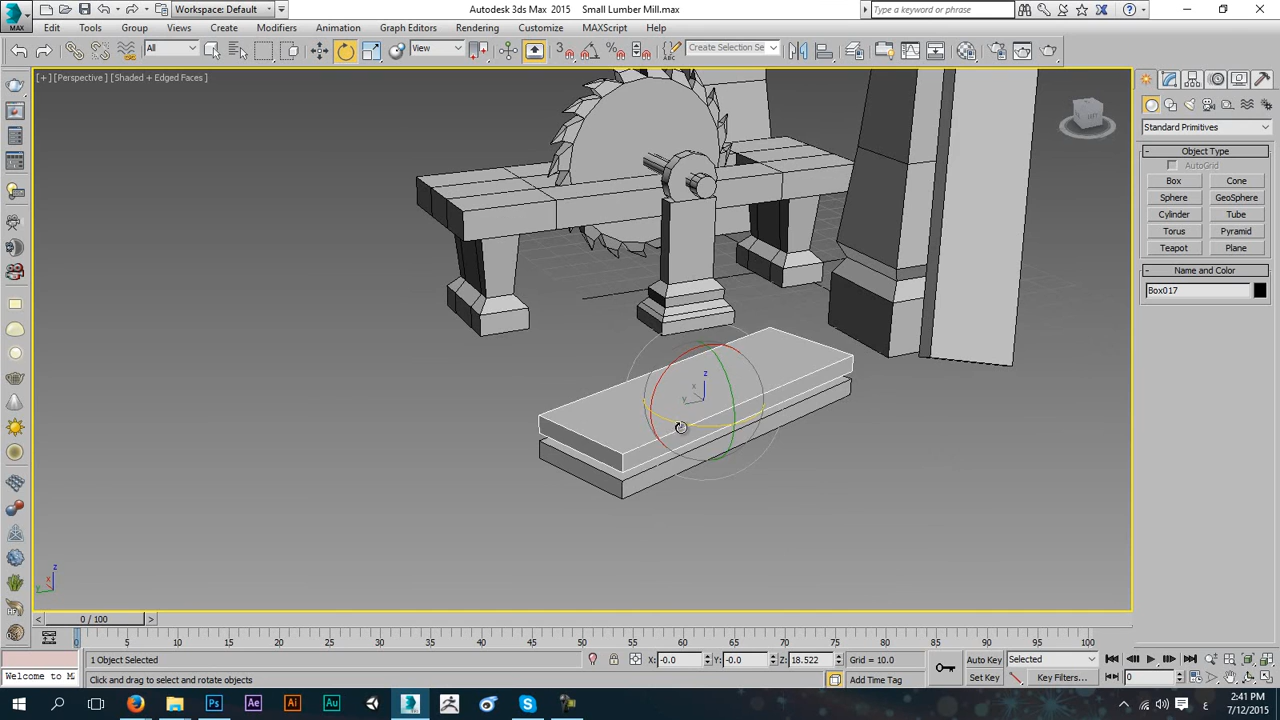 MAX
Workspace: Default
Autodesk 3ds Max 2015 Small Lumber Mill.max
Type a keyword or phrase
Edit Tools Group Views Create Modifiers Animation Graph Editors Rendering Customize MAXScript Help
All View Create Selection Se
[+] [Perspective] [Shaded + Edged Faces]
Standard Primitives
- Object Type
AutoGrid
Box Cone
Sphere GeoSphere
Cylinder Tube
Torus Pyramid
Teapot Plane
- Name and Color
Box017
z
x
y
z
x
y
< 0 / 100 >
0 5 10 15 20 25 30 35 40 45 50 55 60 65 70 75 80 85 90 95 100
1 Object Selected X: -0.0 Y: -0.0 Z: 18.522 Grid = 10.0 Auto Key Selected
Welcome to M Click and drag to select and rotate objects Add Time Tag Set Key Key Filters... 0
Ps Ae Ai Au
2:41 PM
7/12/2015